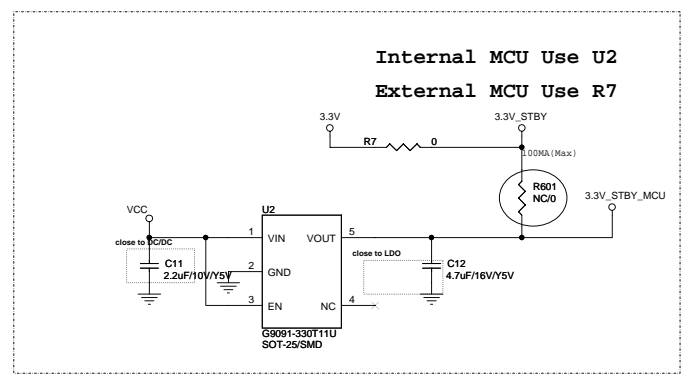 Internal MCU Use U2
External MCU Use R7
3.3V
3.3V_STBY
R7
0
100MA(Max)
R601
NC/0
3.3V_STBY_MCU
VCC
U2
close to DC/DC
1
VIN
VOUT
5
close to LDO
C11
2.2uF/10V/Y5V
2
GND
C12
4.7uF/16V/Y5V
3
EN
NC
4
G9091-330T11U
SOT-25/SMD